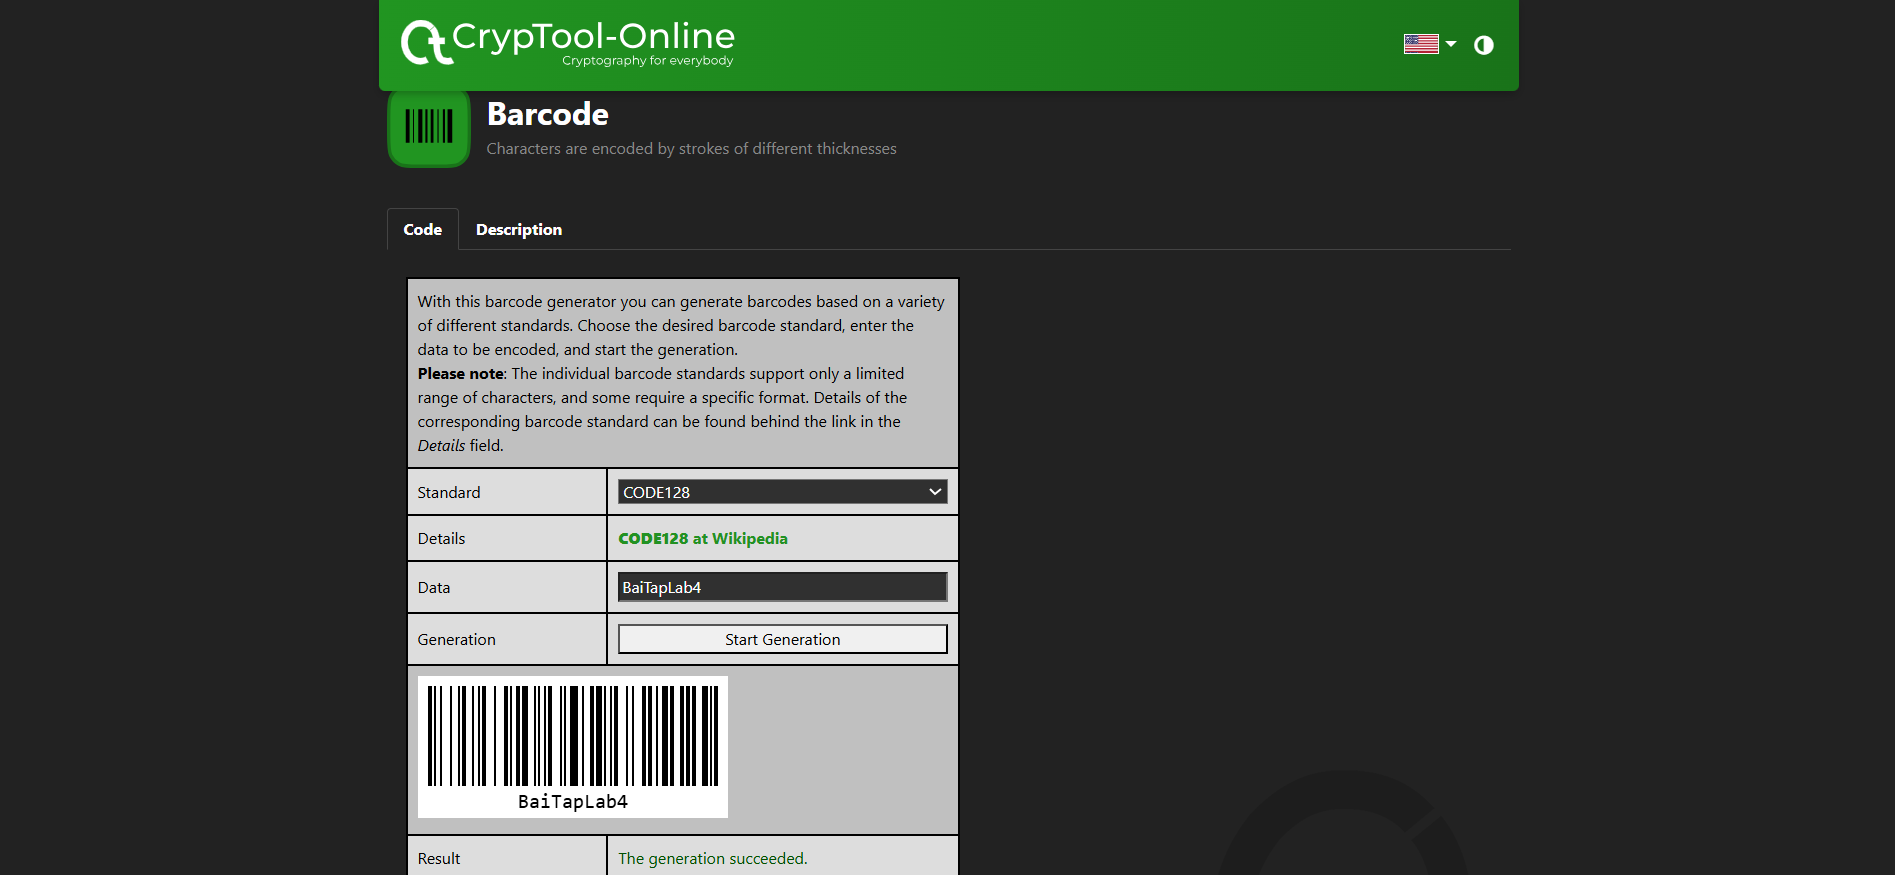 CrypTool-Online
Cryptography for everybody
Barcode
Characters are encoded by strokes of different thicknesses
Code Description
With this barcode generator you can generate barcodes based on a variety
of different standards. Choose the desired barcode standard, enter the
data to be encoded, and start the generation.
Please note: The individual barcode standards support only a limited
range of characters, and some require a specific format. Details of the
corresponding barcode standard can be found behind the link in the
Details field.
Standard CODE128
Details CODE128 at Wikipedia
Data BaiTapLab4
Generation Start Generation
BaiTapLab4
Result The generation succeeded.